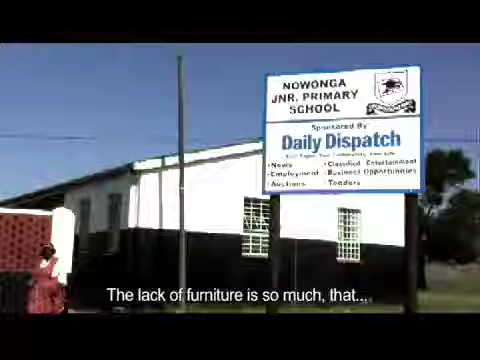 NOWONGA
JNR. PRIMARY
SCHOOL
Sponsored By
Daily Dispatch
• News • Classified Entertainment
• Employment • Business Opportunities
• Auctions • Tenders
The lack of furniture is so much, that...